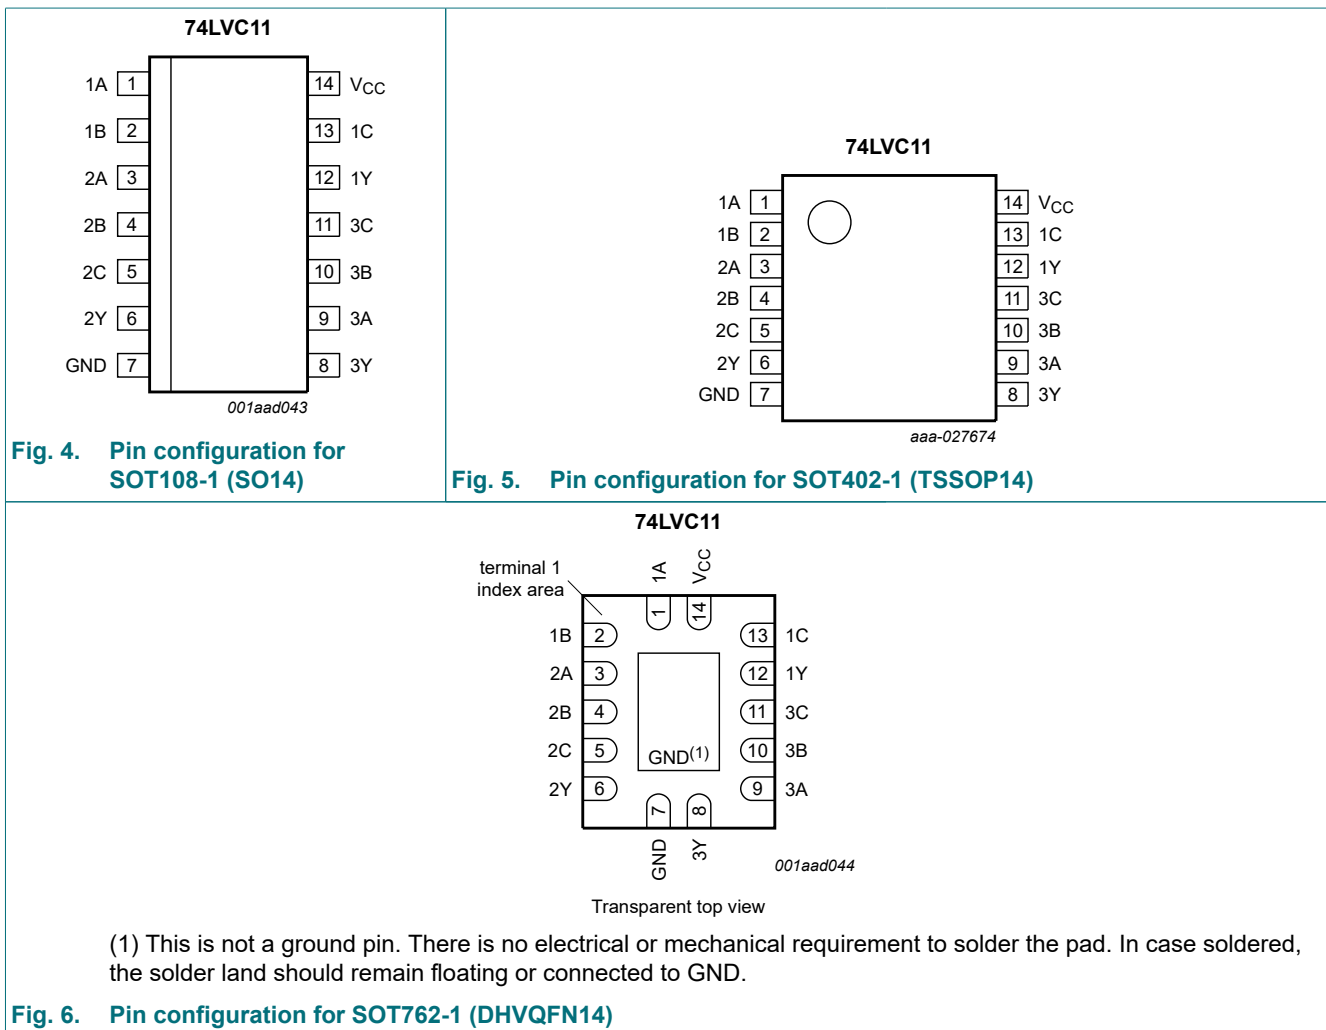 74LVC11
1A 1 14 VCC
1B 2 13 1C
2A 3 12 1Y
2B 4 11 3C
2C 5 10 3B
2Y 6 9 3A
GND 7 8 3Y
001aad043
Fig. 4. Pin configuration for
SOT108-1 (SO14)
74LVC11
1A 1 14 VCC
1B 2 13 1C
2A 3 12 1Y
2B 4 11 3C
2C 5 10 3B
2Y 6 9 3A
GND 7 8 3Y
aaa-027674
Fig. 5. Pin configuration for SOT402-1 (TSSOP14)
74LVC11
terminal 1
index area
1A VCC
1 14
1B 2 13 1C
2A 3 12 1Y
2B 4 11 3C
2C 5 10 3B
GND(1)
2Y 6 9 3A
7 8
GND 3Y
001aad044
Transparent top view
(1) This is not a ground pin. There is no electrical or mechanical requirement to solder the pad. In case soldered,
the solder land should remain floating or connected to GND.
Fig. 6. Pin configuration for SOT762-1 (DHVQFN14)